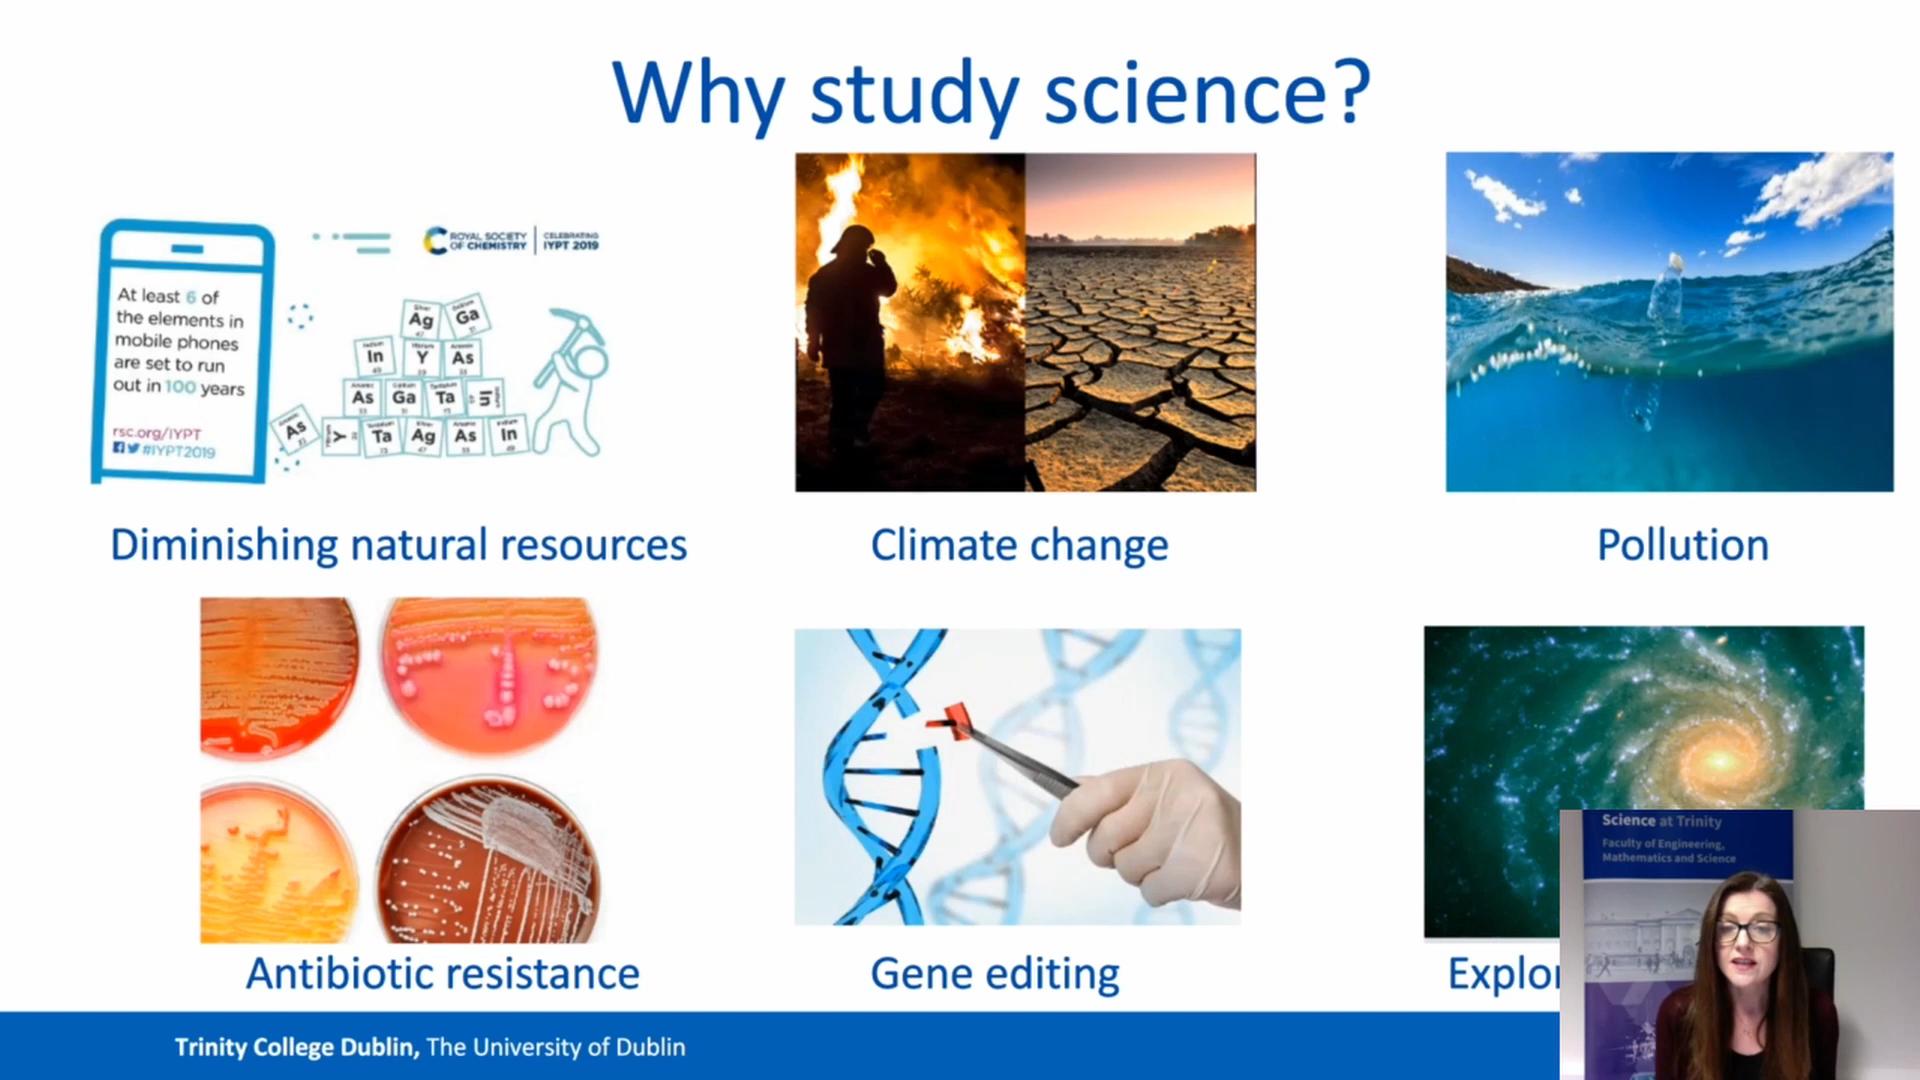 Why study science?
At least 6 of
the elements in
mobile phones
are set to run
out in 100 years
rsc.org/IYPT
#IYPT2019
ROYAL SOCIETY
OF CHEMISTRY
CELEBRATING
IYPT 2019
Ag
Ga
In
Y
As
As
Ga
Ta
In
As
Y
Ta
Ag
As
In
Diminishing natural resources
Climate change
Pollution
Antibiotic resistance
Gene editing
Explor
Science at Trinity
Faculty of Engineering,
Mathematics and Science
Trinity College Dublin, The University of Dublin